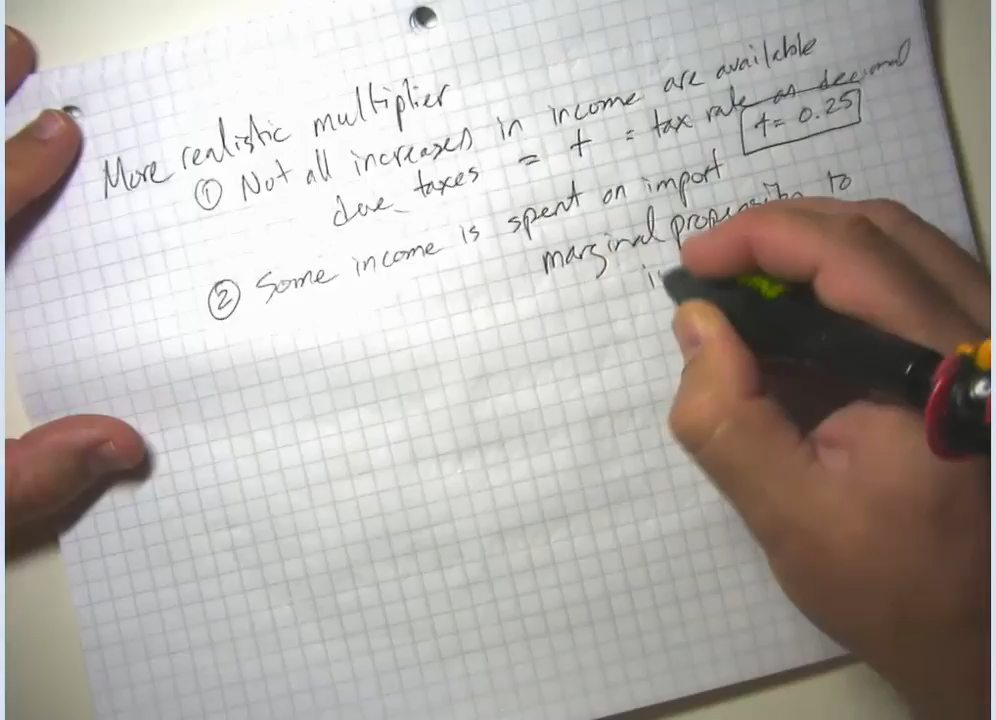 More realistic multiplier
① Not all increases in income are available
due taxes = t = tax rate as decimal
t = 0.25
② Some income is spent on import
marginal propensity to